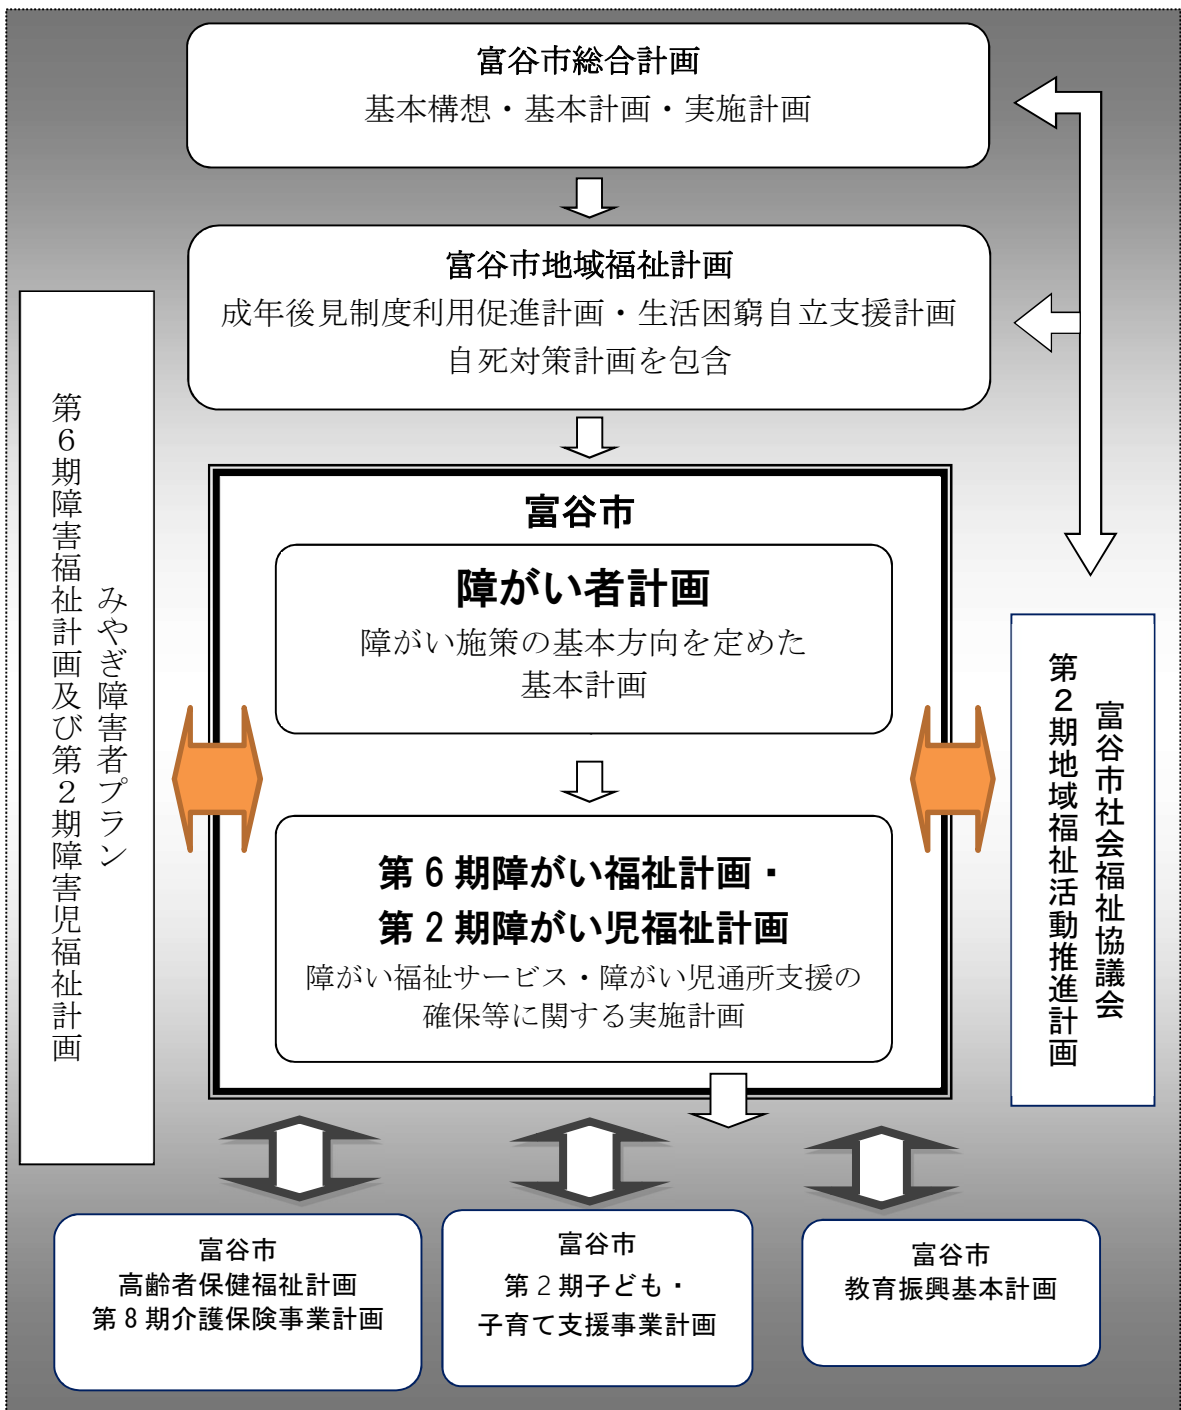 富谷市総合計画
基本構想・基本計画・実施計画
富谷市地域福祉計画
成年後見制度利用促進計画・生活困窮自立支援計画
自死対策計画を包含
みやぎ障害者プラン
第６期障害福祉計画及び第２期障害児福祉計画
富谷市
障がい者計画
障がい施策の基本方向を定めた
基本計画
第６期障がい福祉計画・
第２期障がい児福祉計画
障がい福祉サービス・障がい児通所支援の
確保等に関する実施計画
富谷市社会福祉協議会
第２期地域福祉活動推進計画
富谷市
高齢者保健福祉計画
第８期介護保険事業計画
富谷市
第２期子ども・
子育て支援事業計画
富谷市
教育振興基本計画